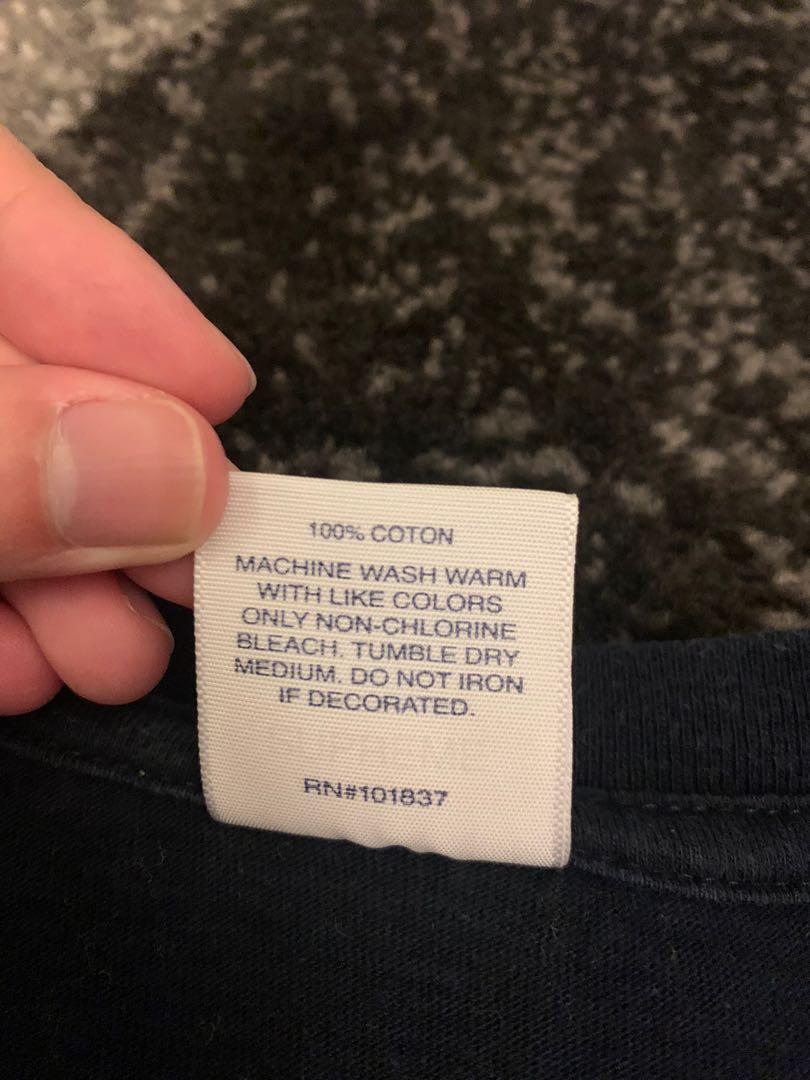 100% COTON
MACHINE WASH WARM
WITH LIKE COLORS
ONLY NON-CHLORINE
BLEACH. TUMBLE DRY
MEDIUM. DO NOT IRON
IF DECORATED.
RN#101837